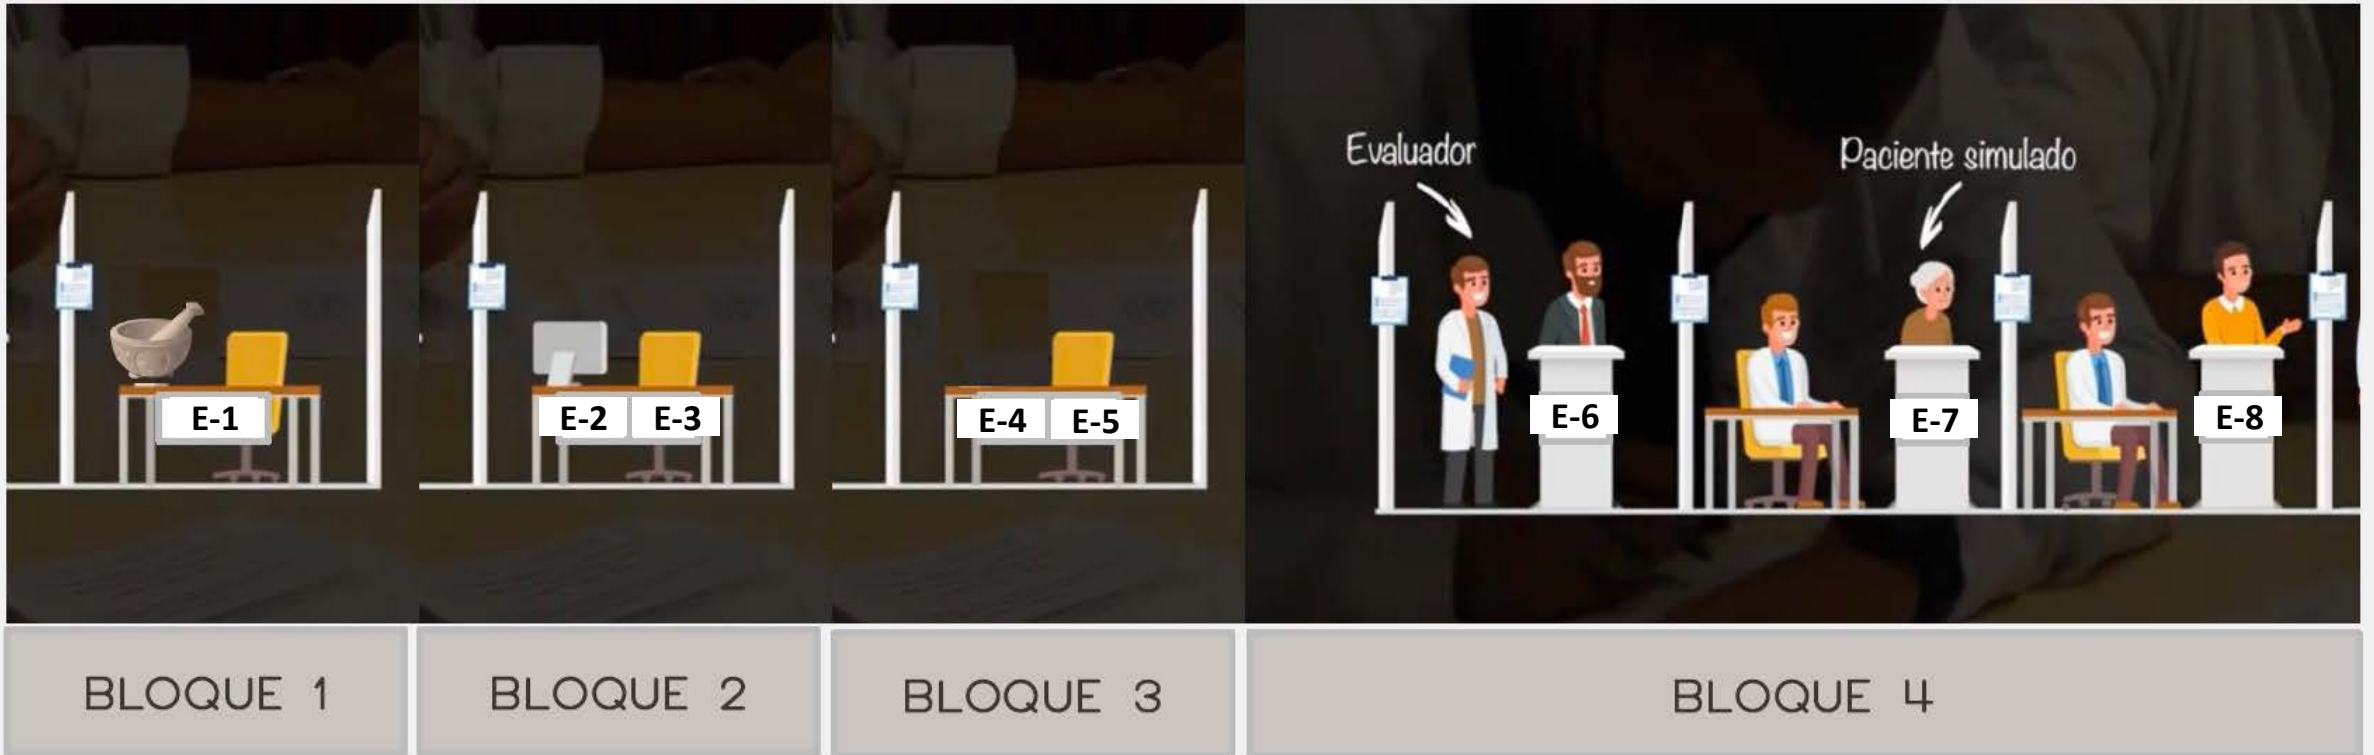 Evaluador
Paciente simulado
E-1
E-2
E-3
E-4
E-5
E-6
E-7
E-8
BLOQUE 1
BLOQUE 2
BLOQUE 3
BLOQUE 4